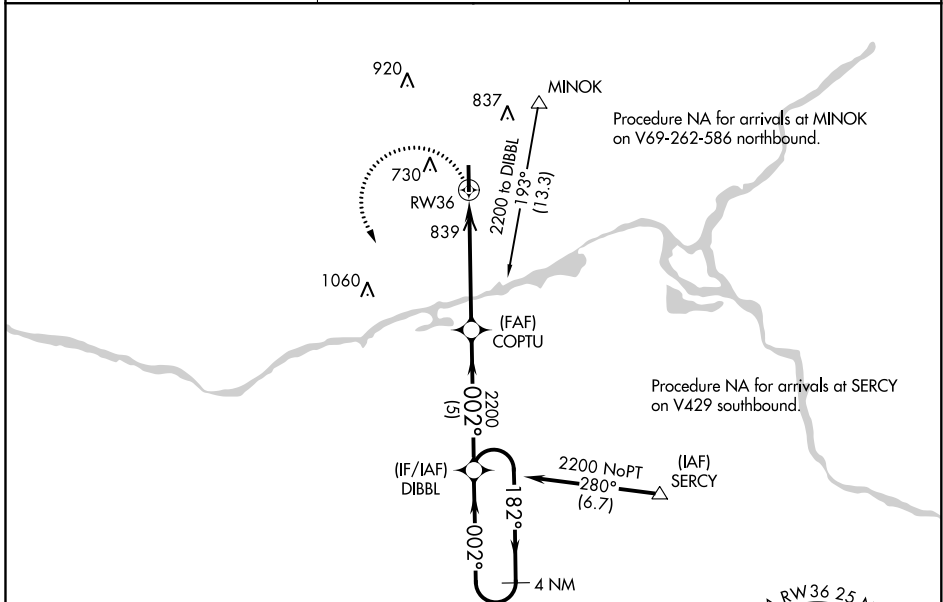 920
837
MINOK
Procedure NA for arrivals at MINOK
on V69-262-586 northbound.
2200 to DIBBL
193°
(13.3)
730
RW36
839
1060
(FAF)
COPTU
Procedure NA for arrivals at SERCY
on V429 southbound.
2200
002°
(5)
(IF/IAF)
DIBBL
2200 NoPT
280°
(6.7)
(IAF)
SERCY
182°
002°
4 NM
RW36 25